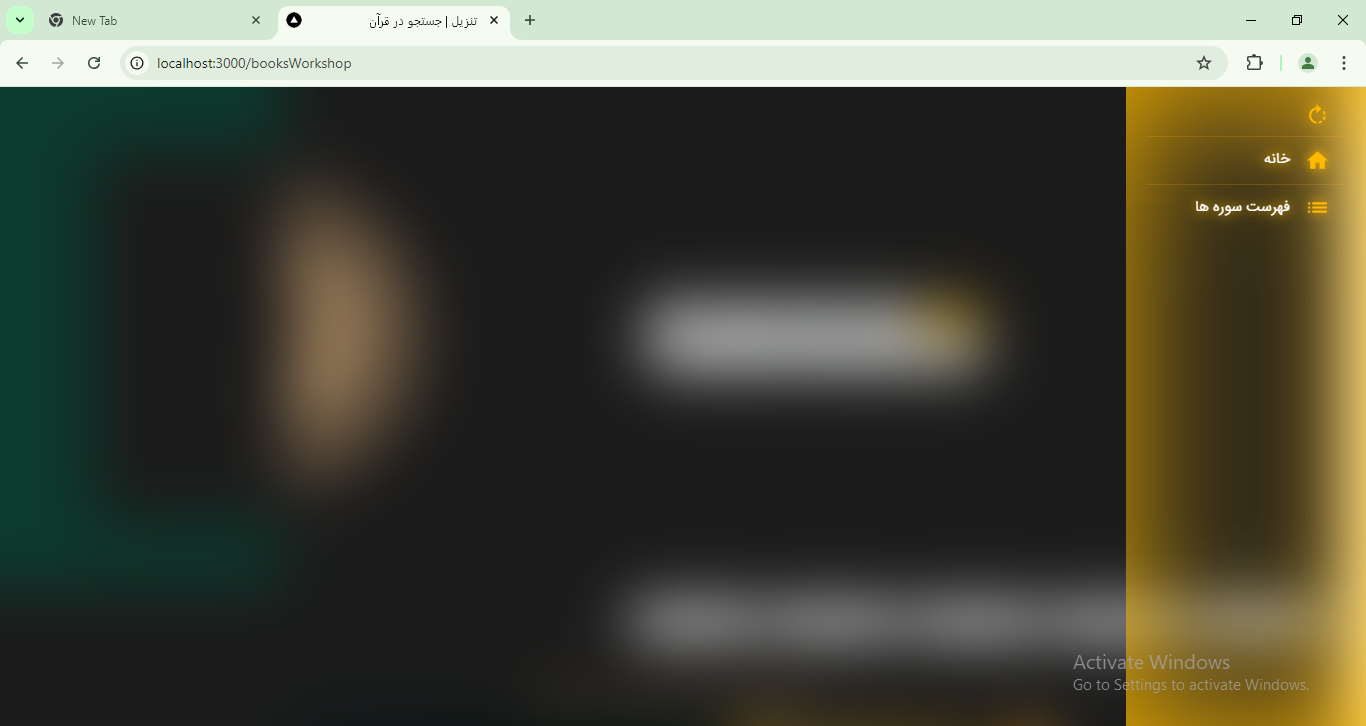 New Tab
تنزیل | جستجو در قرآن
localhost:3000/booksWorkshop
خانه
فهرست سوره ها
Activate Windows
Go to Settings to activate Windows.